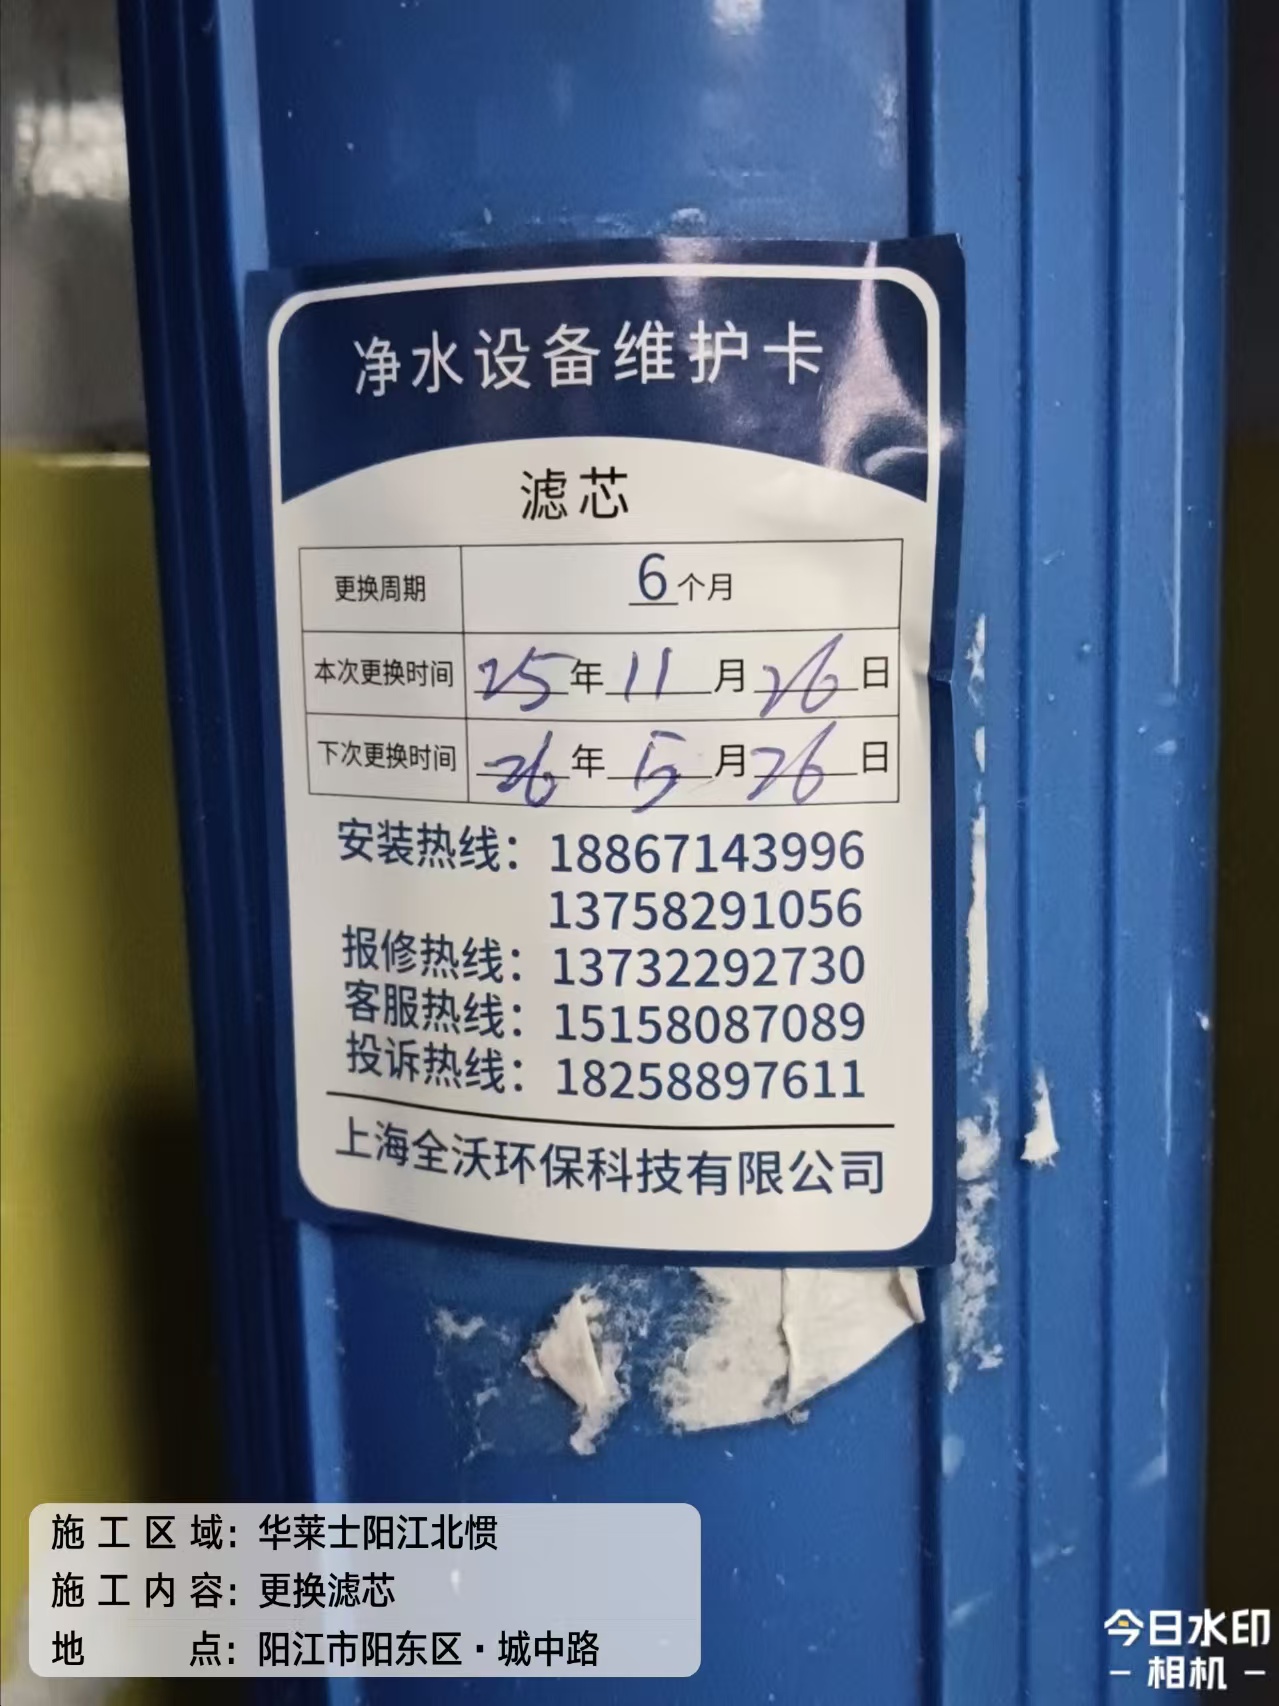 净水设备维护卡
滤芯
更换周期 6个月
本次更换时间 25年11月26日
下次更换时间 26年5月26日
安装热线：18867143996
13758291056
报修热线：13732292730
客服热线：15158087089
投诉热线：18258897611
上海全沃环保科技有限公司
施工区域：华莱士阳江北惯
施工内容：更换滤芯
地点：阳江市阳东区·城中路
今日水印
－相机－